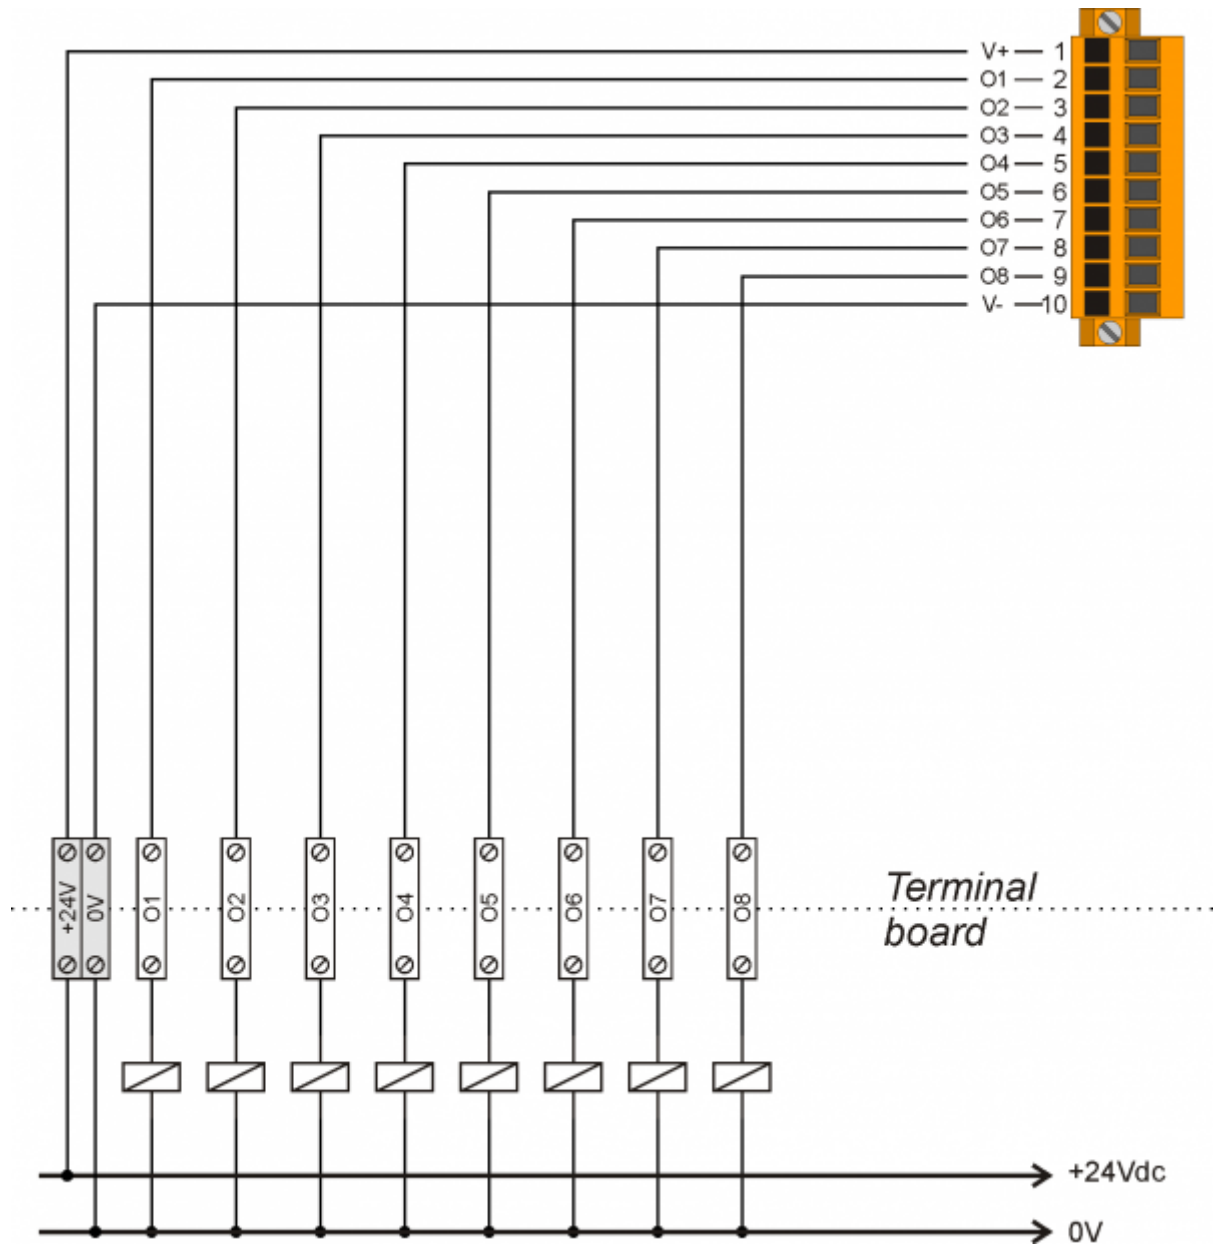 V+ 1
O1 2
O2 3
O3 4
O4 5
O5 6
O6 7
O7 8
O8 9
V- 10
+24V
0V
O1
O2
O3
O4
O5
O6
O7
O8
Terminal
board
+24Vdc
0V